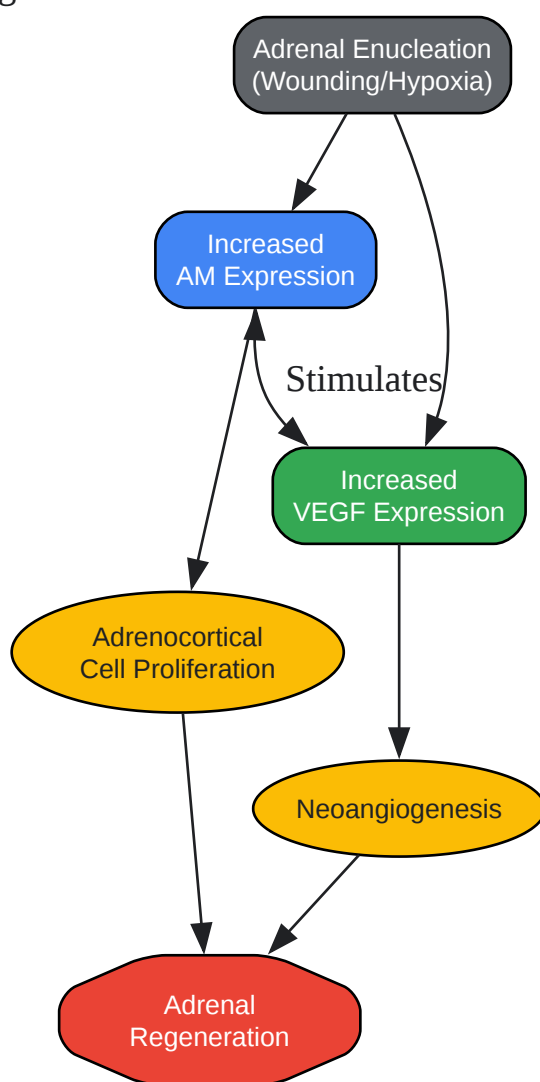 Adrenal Enucleation
(Wounding/Hypoxia)
Increased
AM Expression
Stimulates
Increased
VEGF Expression
Adrenocortical
Cell Proliferation
Neoangiogenesis
Adrenal
Regeneration